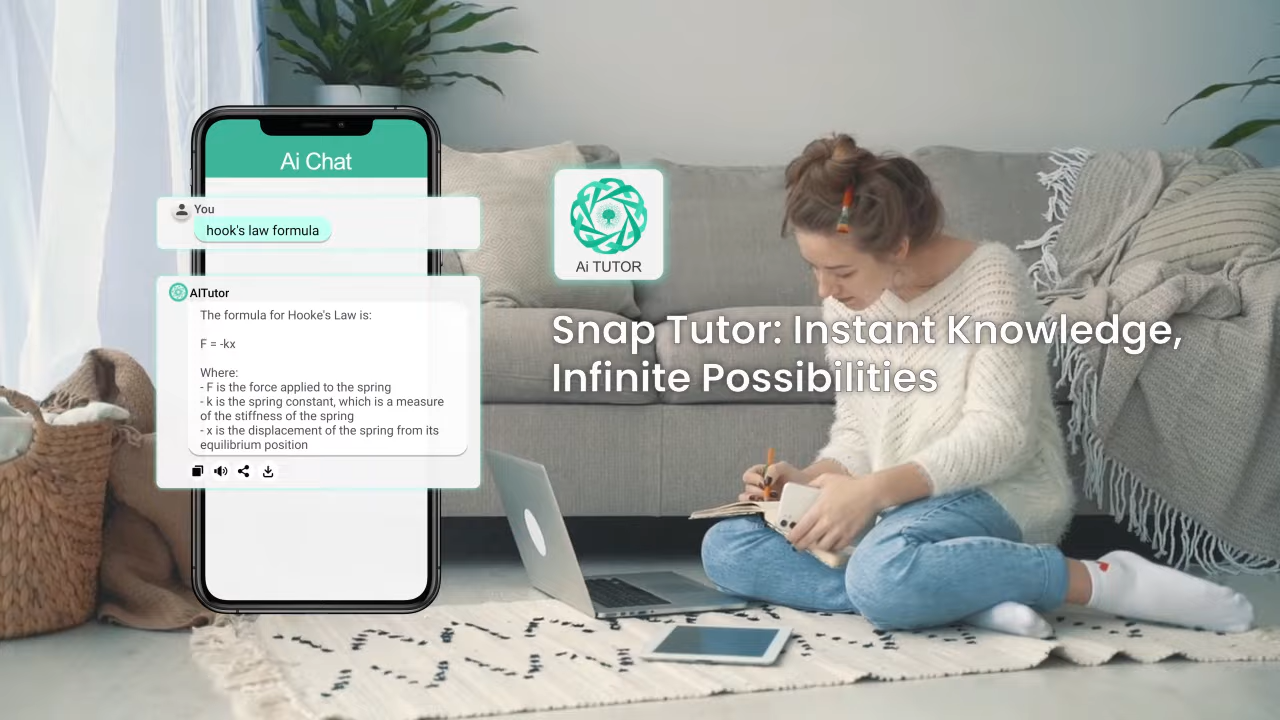 Ai Chat
You
hook's law formula
AITutor
The formula for Hooke's Law is:
F = -kx
Where:
- F is the force applied to the spring
- k is the spring constant, which is a measure
of the stiffness of the spring
- x is the displacement of the spring from its
equilibrium position
Ai TUTOR
Snap Tutor: Instant Knowledge,
Infinite Possibilities